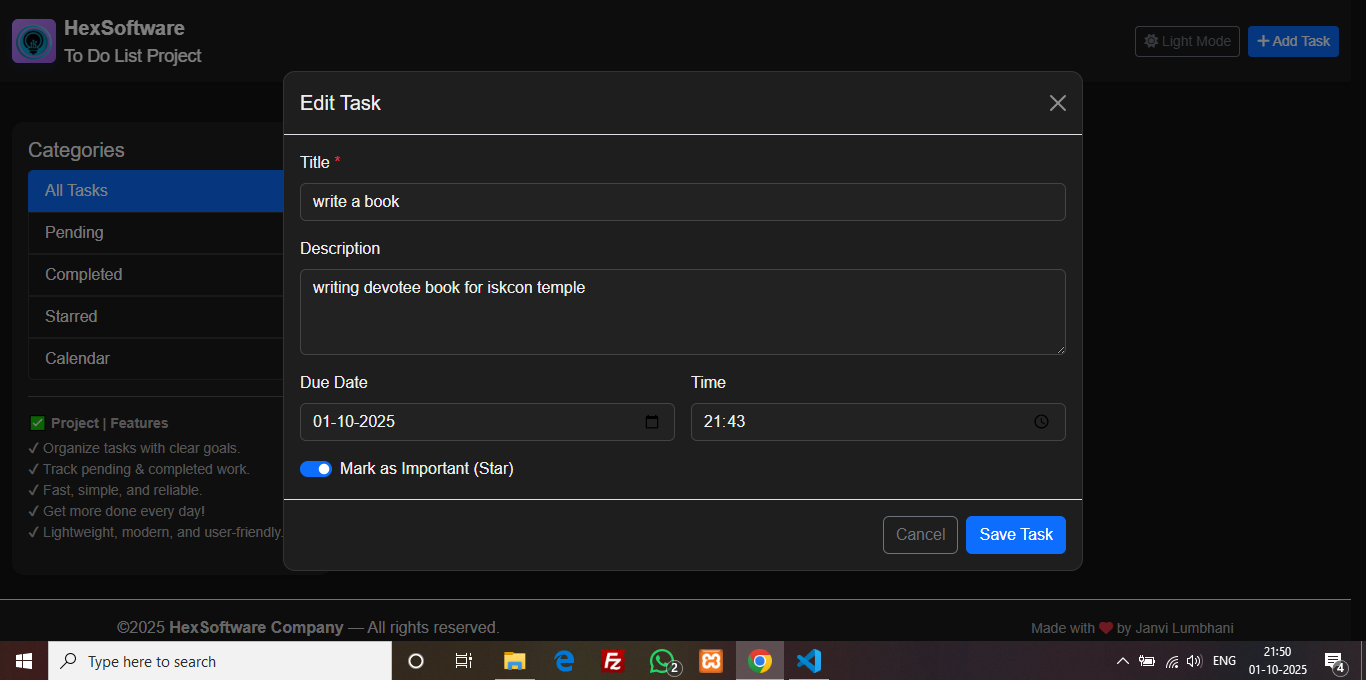 HexSoftware
To Do List Project
Light Mode
Add Task
Edit Task
Title *
write a book
Description
writing devotee book for iskcon temple
Due Date
Time
01-10-2025
21:43
Mark as Important (Star)
Cancel
Save Task
Categories
All Tasks
Pending
Completed
Starred
Calendar
✅ Project | Features
✓ Organize tasks with clear goals.
✓ Track pending & completed work.
✓ Fast, simple, and reliable.
✓ Get more done every day!
✓ Lightweight, modern, and user-friendly.
©2025 HexSoftware Company — All rights reserved.
Made with ❤ by Janvi Lumbhani
Type here to search
Fz
2
ENG
21:50
01-10-2025
4